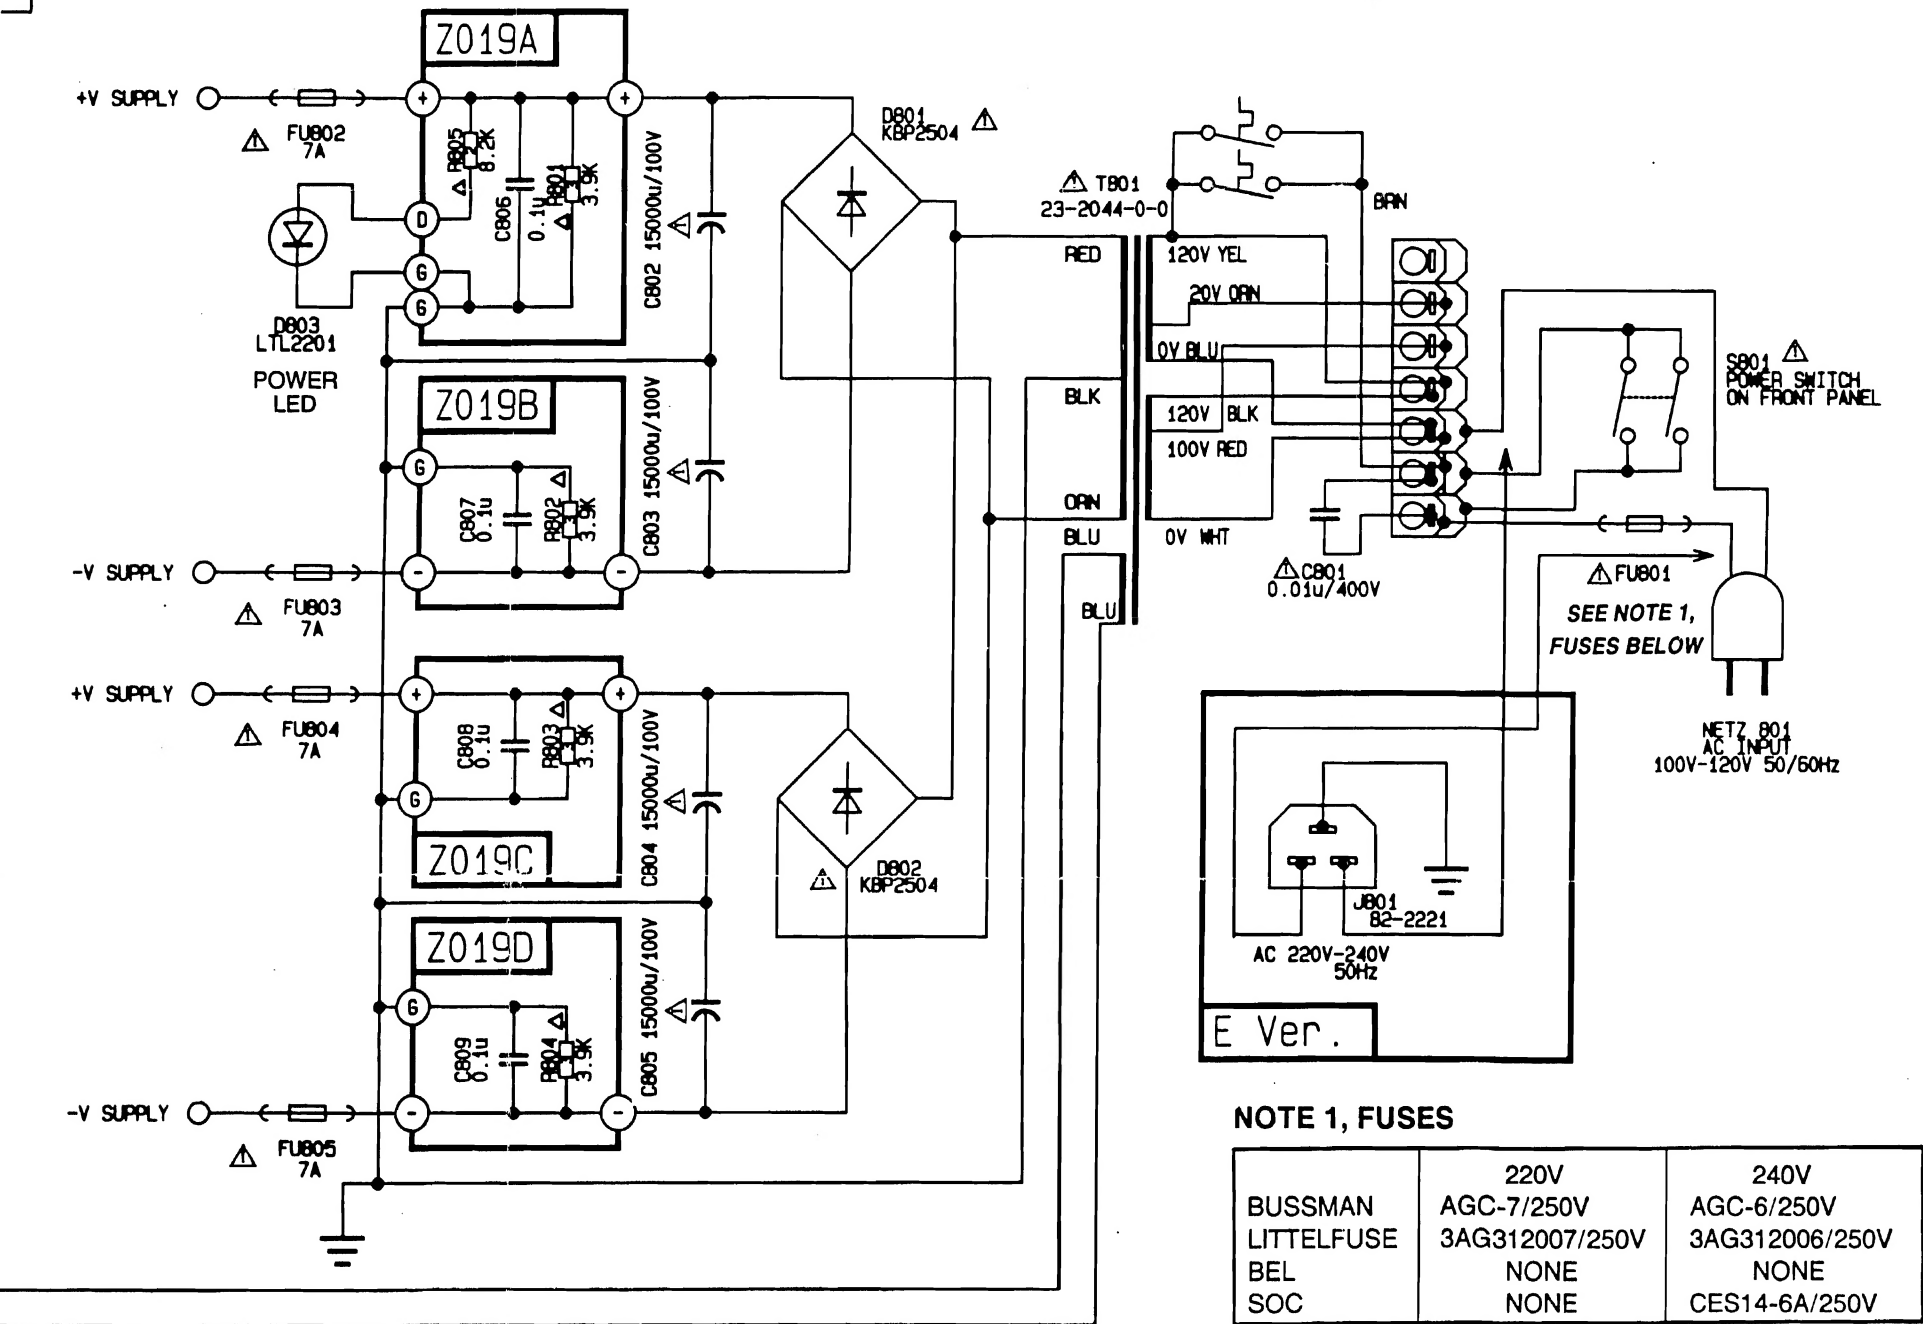 Z019A
+V SUPPLY
FU802
7A
+
D
G
G
R805
8.2K
C806
0.1u
R801
3.9K
+
C802 15000u/100V
D801
KBP2504
D803
LTL2201
POWER
LED
Z019B
G
C807
0.1u
R802
3.9K
C803 15000u/100V
-V SUPPLY
FU803
7A
-
-
+V SUPPLY
FU804
7A
+
+
C808
0.1u
R803
3.9K
G
Z019C
C804 15000u/100V
D802
KBP2504
Z019D
G
C809
0.1u
R804
3.9K
C805 15000u/100V
-V SUPPLY
FU805
7A
-
-
T801
23-2044-0-0
RED
BLK
ORN
BLU
BLU
120V YEL
20V ORN
0V BLU
120V BLK
100V RED
0V WHT
BRN
C801
0.01u/400V
S801
POWER SWITCH
ON FRONT PANEL
FU801
SEE NOTE 1,
FUSES BELOW
NETZ 801
AC INPUT
100V-120V 50/60Hz
J801
82-2221
AC 220V-240V
50Hz
E Ver.
NOTE 1, FUSES
220V 240V
BUSSMAN AGC-7/250V AGC-6/250V
LITTELFUSE 3AG312007/250V 3AG312006/250V
BEL NONE NONE
SOC NONE CES14-6A/250V